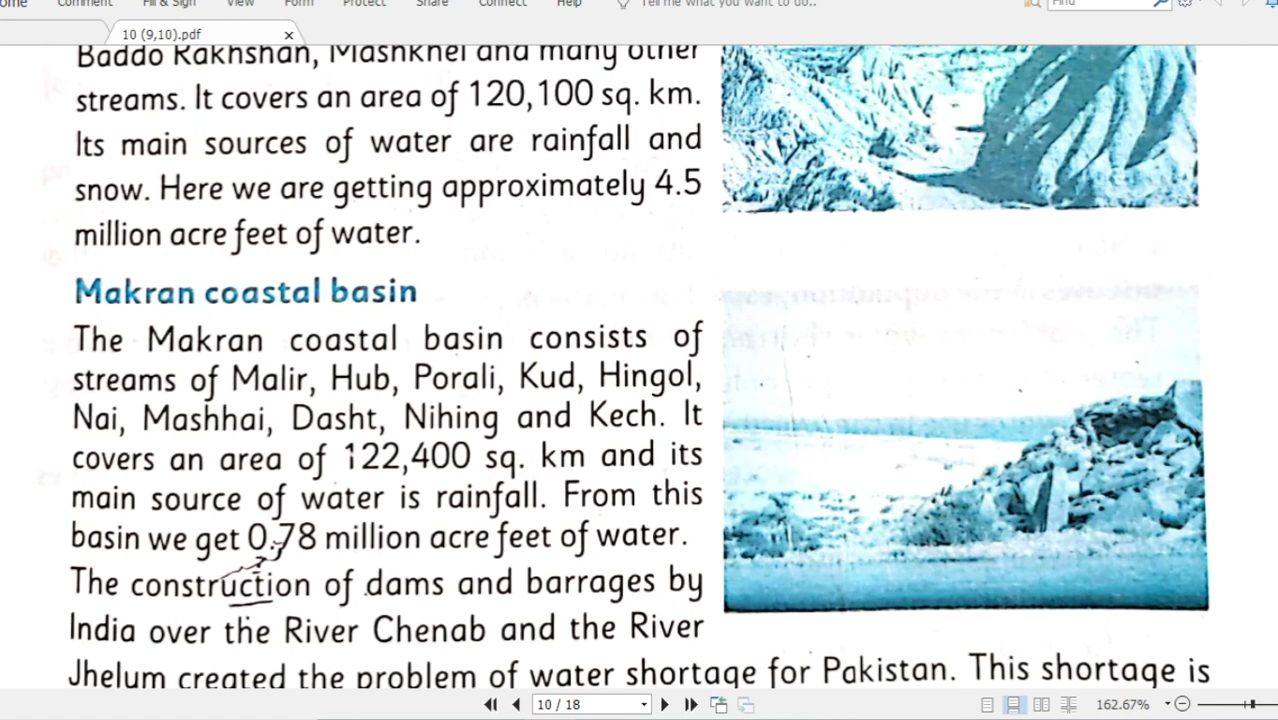 ome Comment Fill & Sign View Form Protect Share Connect Help Tell me what you want to do.. Find
10 (9,10).pdf ×
Baddo Rakhshan, Mashkhel and many other
streams. It covers an area of 120,100 sq. km.
Its main sources of water are rainfall and
snow. Here we are getting approximately 4.5
million acre feet of water.
Makran coastal basin
The Makran coastal basin consists of
streams of Malir, Hub, Porali, Kud, Hingol,
Nai, Mashhai, Dasht, Nihing and Kech. It
covers an area of 122,400 sq. km and its
main source of water is rainfall. From this
basin we get 0.78 million acre feet of water.
The construction of dams and barrages by
India over the River Chenab and the River
Jhelum created the problem of water shortage for Pakistan. This shortage is
10 / 18 162.67%